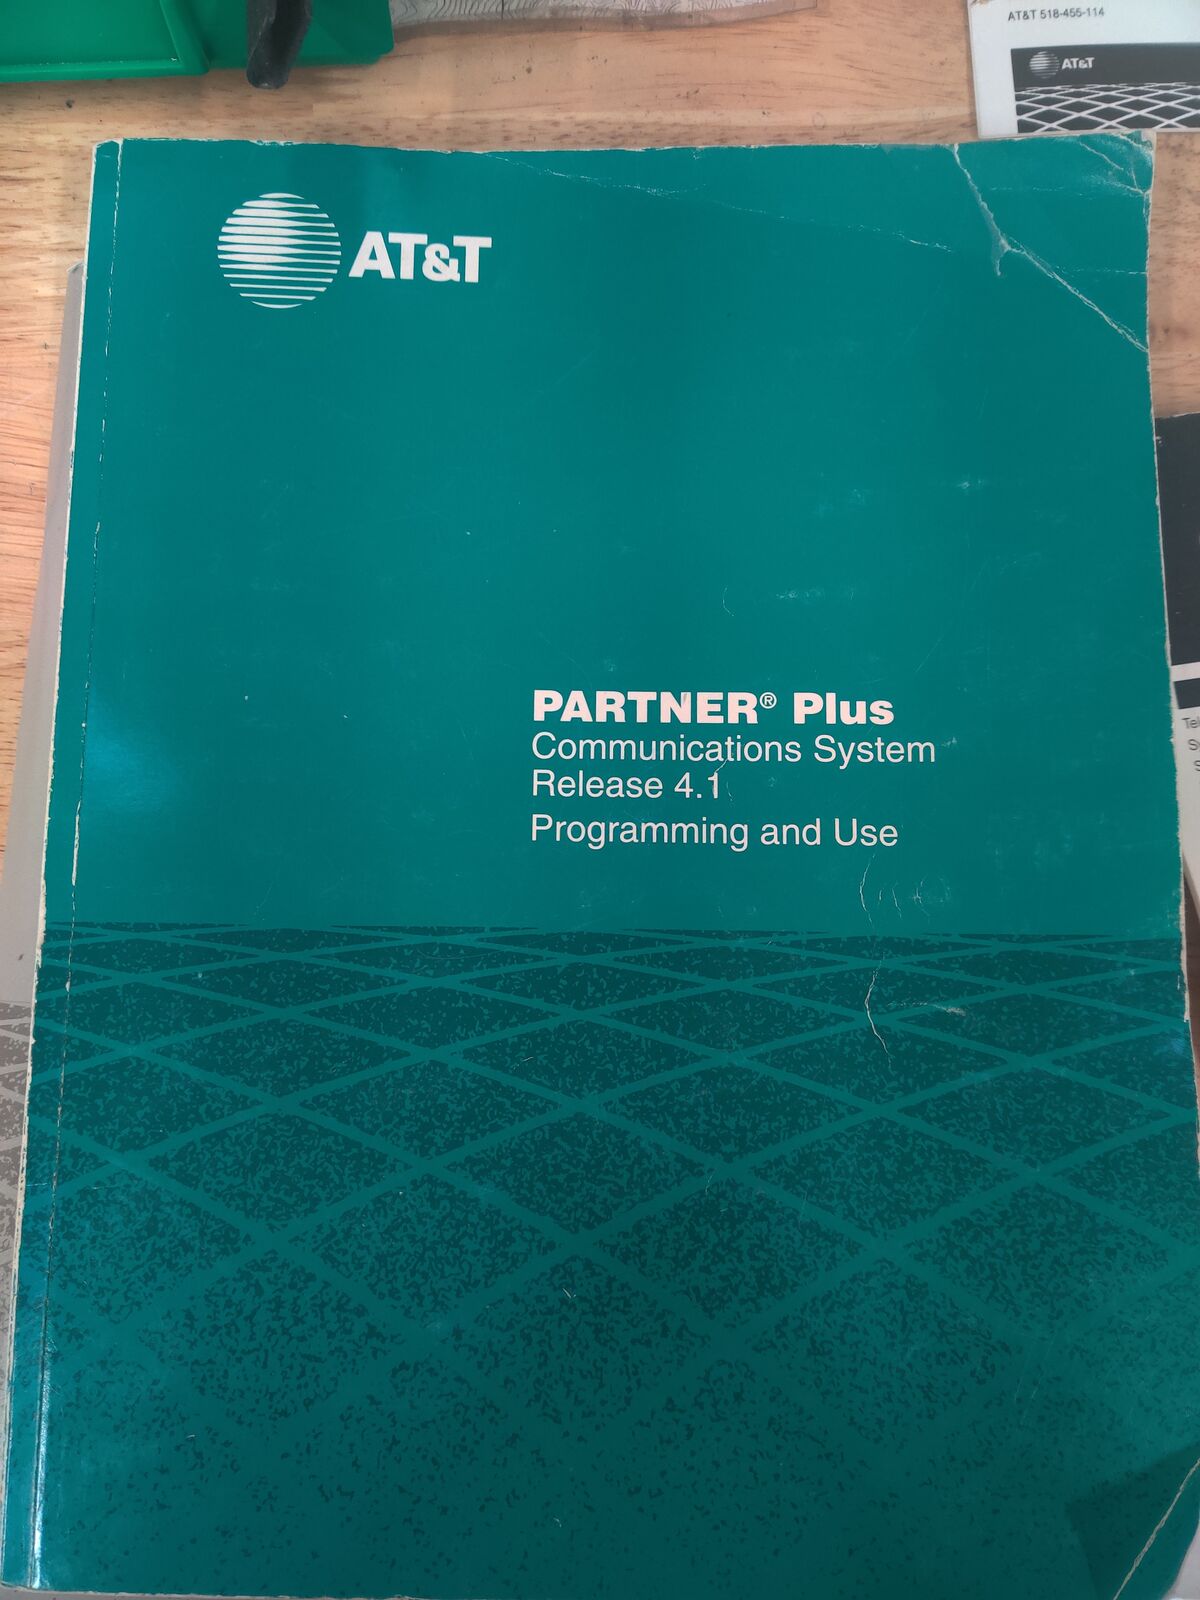 AT&T 518-455-114
AT&T
AT&T
PARTNER® Plus
Communications System
Release 4.1
Programming and Use